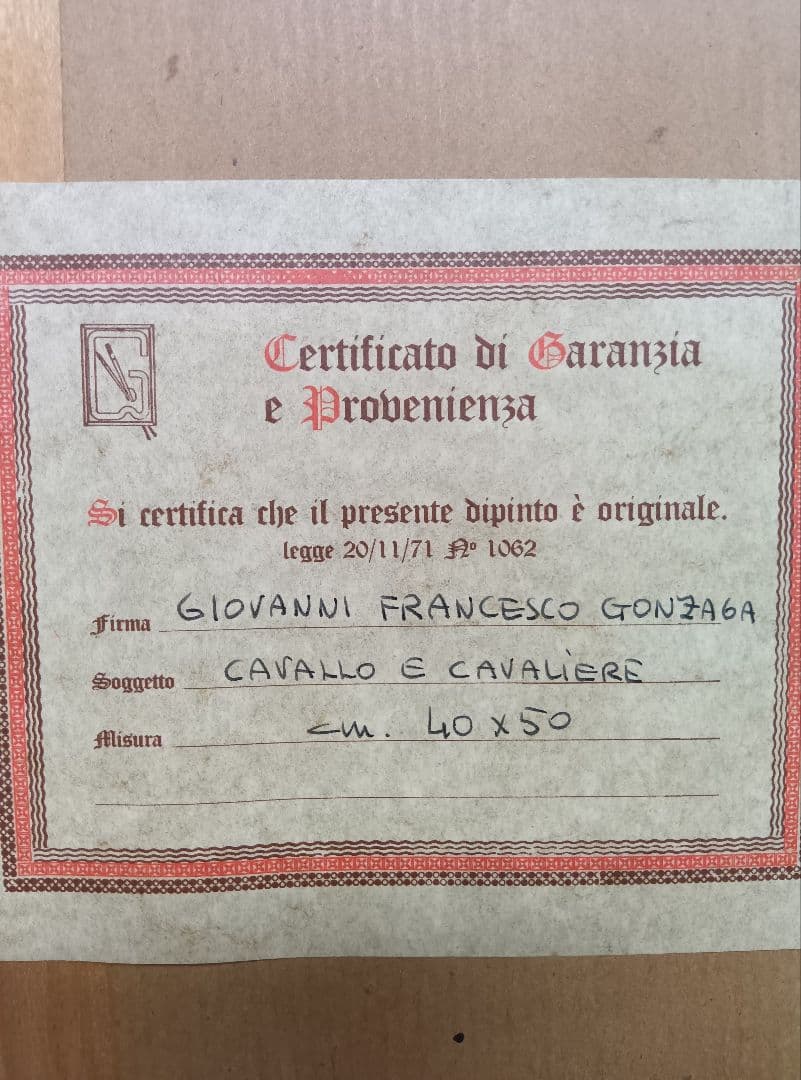 Certificato di Garanzia
e Provenienza
Si certifica che il presente dipinto è originale.
legge 20/11/71 Nº 1062
Firma GIOVANNI FRANCESCO GONZAGA
Soggetto CAVALLO E CAVALIERE
Misura cm. 40 x 50